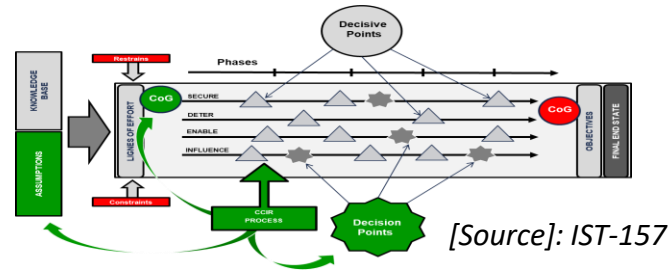 Decisive
Points
Restrains
Phases
KNOWLEDGE
BASE
ASSUMPTIONS
LIGNES OF EFFORT
CoG
SECURE
DETER
ENABLE
INFLUENCE
CoG
OBJECTIVES
FINAL END STATE
Constraints
CCIR
PROCESS
Decision
Points
[Source]: IST-157